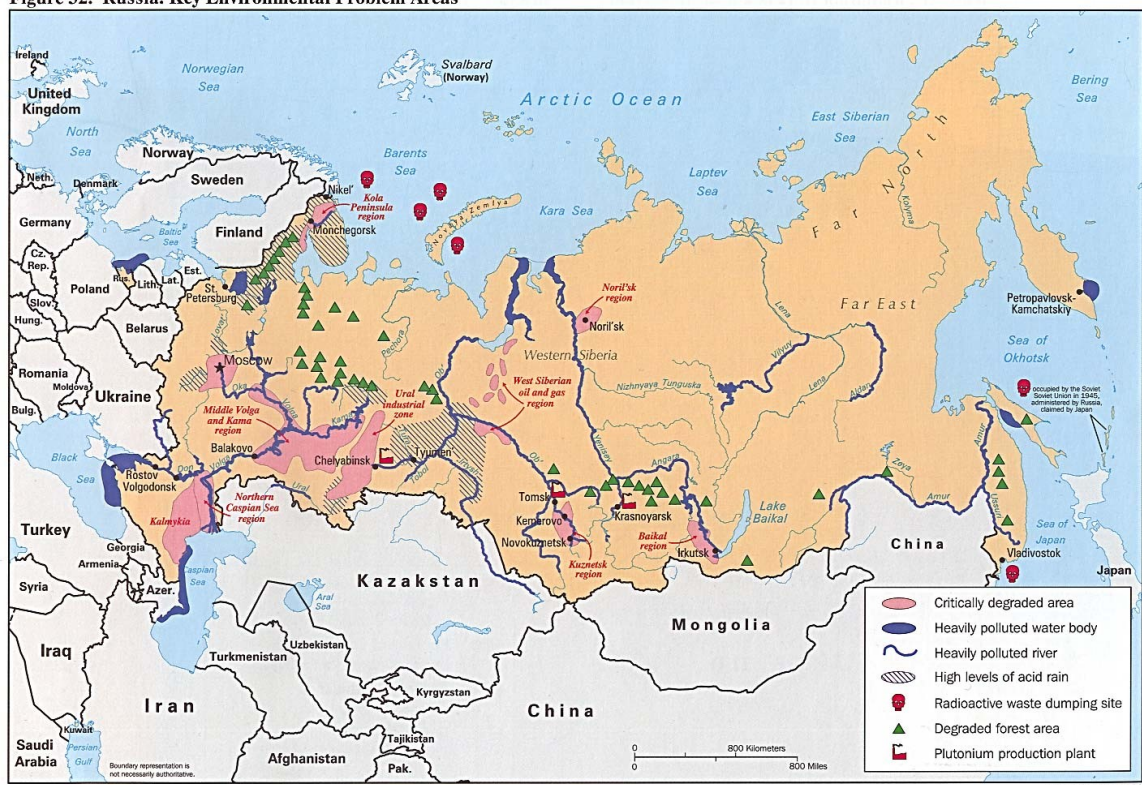 Figure 32. Russia: Key Environmental Problem Areas
Ireland
United
Kingdom
Norwegian
Sea
North
Sea
Svalbard
(Norway)
Arctic Ocean
Barents
Sea
Kara Sea
Laptev
Sea
East Siberian
Sea
Bering
Sea
Norway
Sweden
Finland
Neth.
Denmark
Germany
Baltic
Sea
Cz.
Rep.
Poland
Rus.
Lith.
Lat.
Est.
Slov.
Hung.
Belarus
Romania
Moldova
Ukraine
Bulg.
Nikel'
Kola
Peninsula
region
Monchegorsk
Novaya Zemlya
St.
Petersburg
Lovat
Moscow
Oka
Volga
Kama
Pechora
Ob'
Middle Volga
and Kama
region
Ural
industrial
zone
Balakovo
Chelyabinsk
Tyumen'
Tura
Tobol
Irtysh
Ural
Volga
Don
Rostov
Volgodonsk
Northern
Caspian Sea
region
Kalmykia
Black
Sea
Caspian
Sea
Aral
Sea
Noril'sk
region
Noril'sk
Western Siberia
West Siberian
oil and gas
region
Nizhnyaya Tunguska
Yenisey
Ob'
Angara
Tomsk
Kemerovo
Novokuznetsk
Kuznetsk
region
Krasnoyarsk
Baikal
region
Irkutsk
Lake
Baikal
Lena
Vilyuy
Lena
Aldan
Zeya
Amur
Amur
Ussuri
Kolyma
Far North
Far East
Petropavlovsk-
Kamchatskiy
Sea of
Okhotsk
occupied by the Soviet
Soviet Union in 1945,
administered by Russia,
claimed by Japan
Sea of
Japan
Vladivostok
Japan
China
Turkey
Georgia
Armenia
Azer.
Syria
Iraq
Iran
Kuwait
Saudi
Arabia
Persian
Gulf
Kazakstan
Uzbekistan
Turkmenistan
Kyrgyzstan
Tajikistan
Afghanistan
Pak.
China
Mongolia
Boundary representation is
not necessarily authoritative.
0 800 Kilometers
0 800 Miles
Critically degraded area
Heavily polluted water body
Heavily polluted river
High levels of acid rain
Radioactive waste dumping site
Degraded forest area
Plutonium production plant